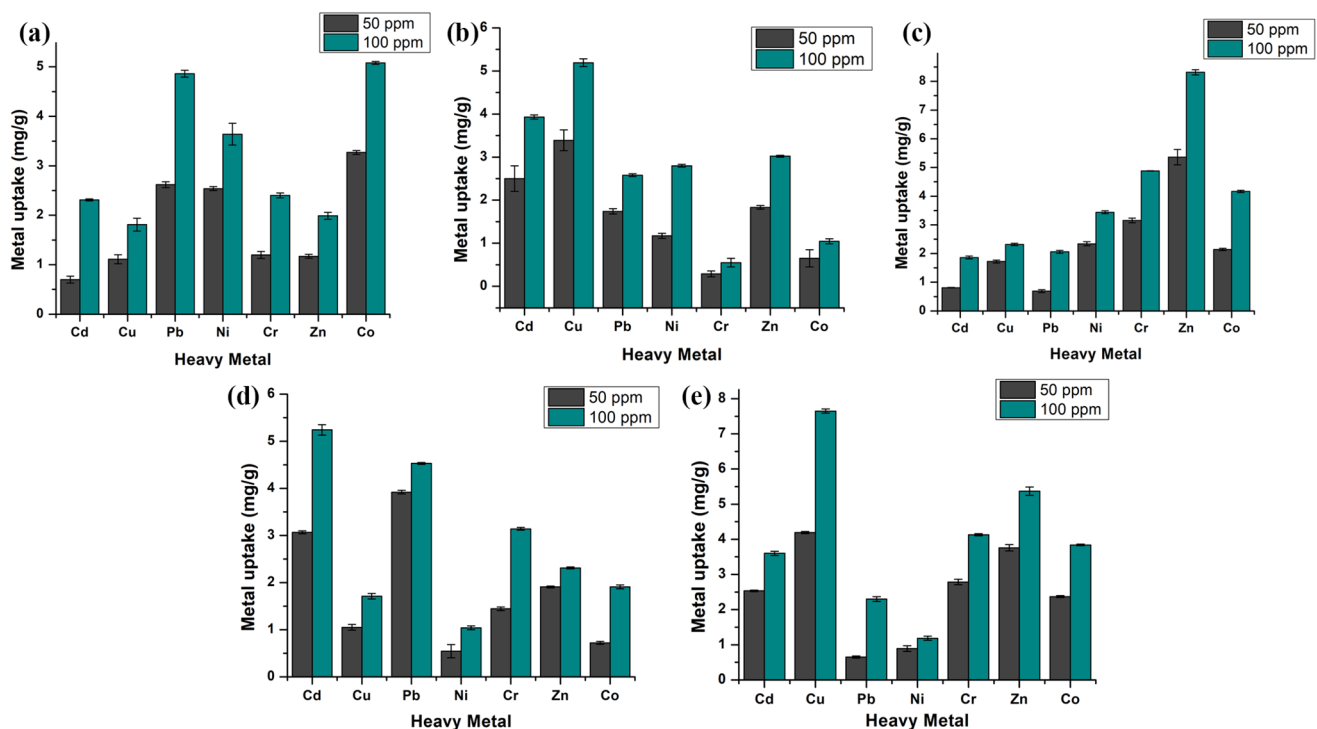 (a)
50 ppm
100 ppm
Metal uptake (mg/g)
5
4
3
2
1
0
Cd Cu Pb Ni Cr Zn Co
Heavy Metal
(b)
50 ppm
100 ppm
Metal uptake (mg/g)
6
5
4
3
2
1
0
Cd Cu Pb Ni Cr Zn Co
Heavy Metal
(c)
50 ppm
100 ppm
Metal uptake (mg/g)
8
7
6
5
4
3
2
1
0
Cd Cu Pb Ni Cr Zn Co
Heavy Metal
(d)
50 ppm
100 ppm
Metal uptake (mg/g)
6
5
4
3
2
1
0
Cd Cu Pb Ni Cr Zn Co
Heavy Metal
(e)
50 ppm
100 ppm
Metal uptake (mg/g)
8
7
6
5
4
3
2
1
0
Cd Cu Pb Ni Cr Zn Co
Heavy Metal